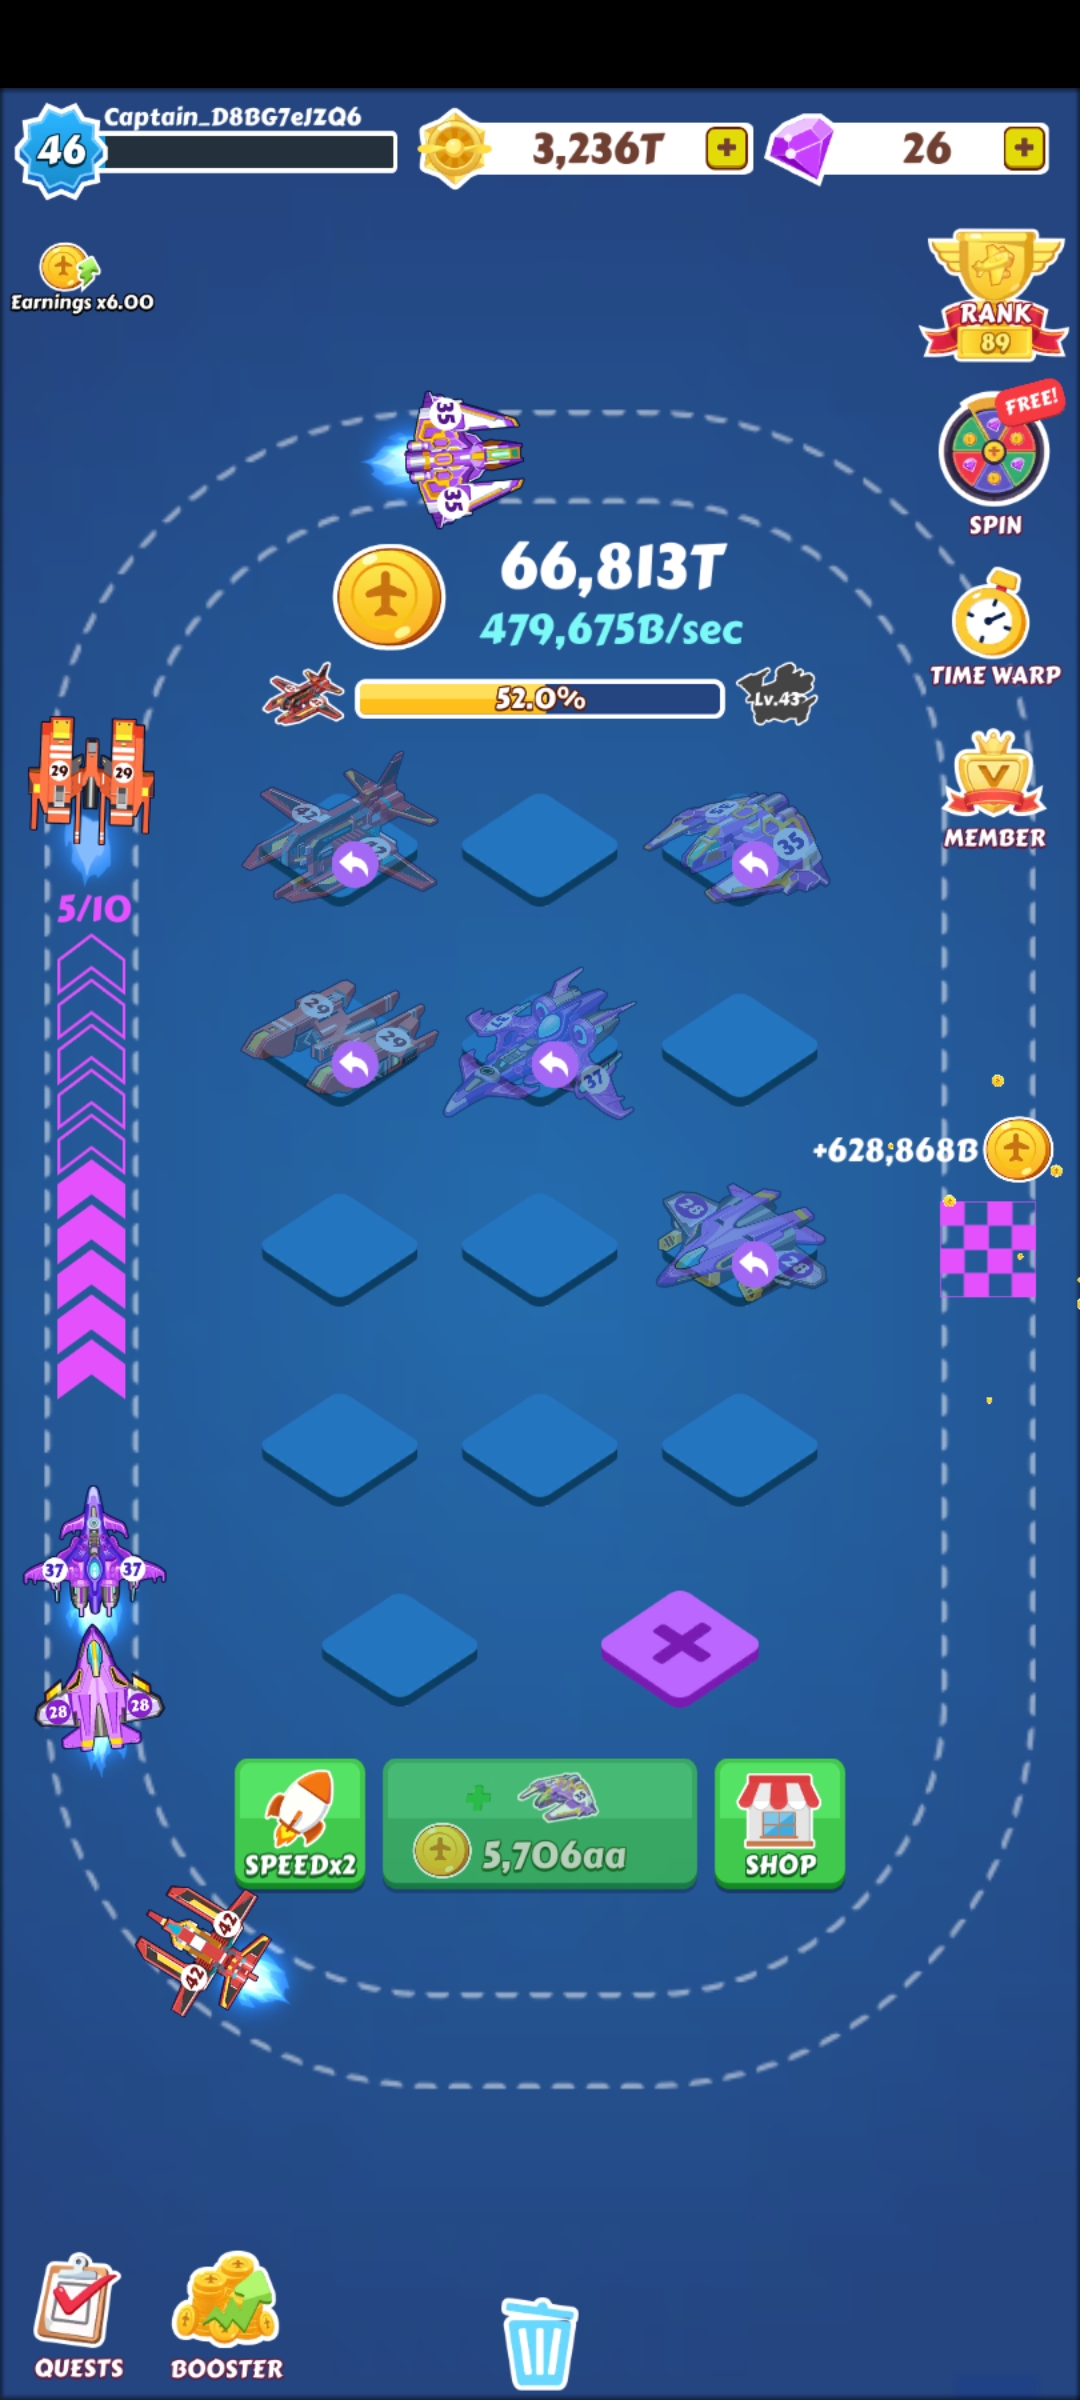 Captain_D8BG7eJZQ6
46
3,236T
26
Earnings x6.00
RANK
89
FREE!
SPIN
35
35
66,813T
479,675B/sec
TIME WARP
52.0%
Lv.43
MEMBER
29 29
42
42
35
35
5/10
29
29
37
37
+628,868B
28
28
37 37
28 28
SPEEDx2
5,706aa
SHOP
42
42
QUESTS
BOOSTER